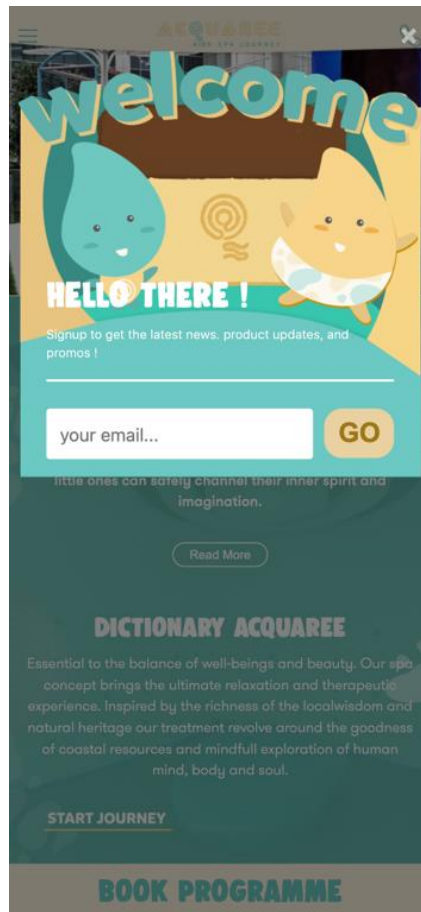 ACQUAREE
KIDS SPA JOURNEY
welcome
HELLO THERE !
Signup to get the latest news. product updates, and
promos !
your email...
GO
little ones can safely channel their inner spirit and
imagination.
Read More
DICTIONARY ACQUAREE
Essential to the balance of well-beings and beauty. Our spa
concept brings the ultimate relaxation and therapeutic
experience. Inspired by the richness of the localwisdom and
natural heritage our treatment revolve around the goodness
of coastal resources and mindfull exploration of human
mind, body and soul.
START JOURNEY
BOOK PROGRAMME